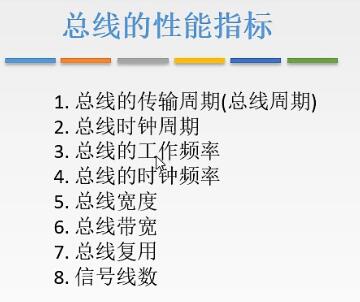 总线的性能指标
1. 总线的传输周期(总线周期)
2. 总线时钟周期
3. 总线的工作频率
4. 总线的时钟频率
5. 总线宽度
6. 总线带宽
7. 总线复用
8. 信号线数